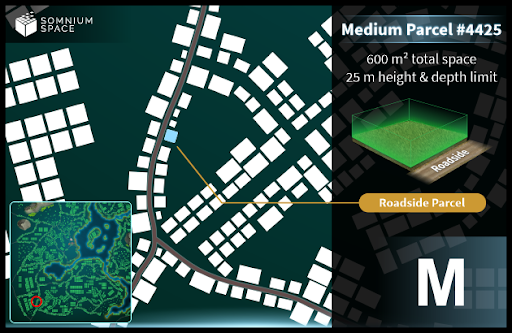 SOMNIUM
SPACE
Medium Parcel #4425
600 m² total space
25 m height & depth limit
Roadside
Roadside Parcel
M